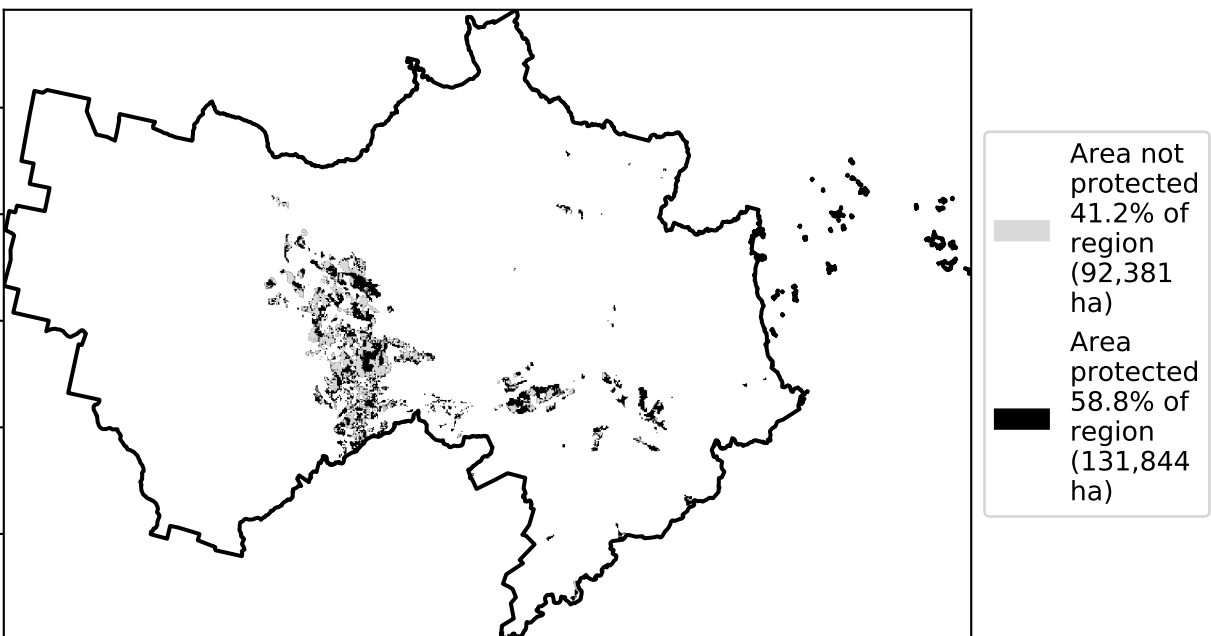 Area not
protected
41.2% of
region
(92,381
ha)
Area
protected
58.8% of
region
(131,844
ha)